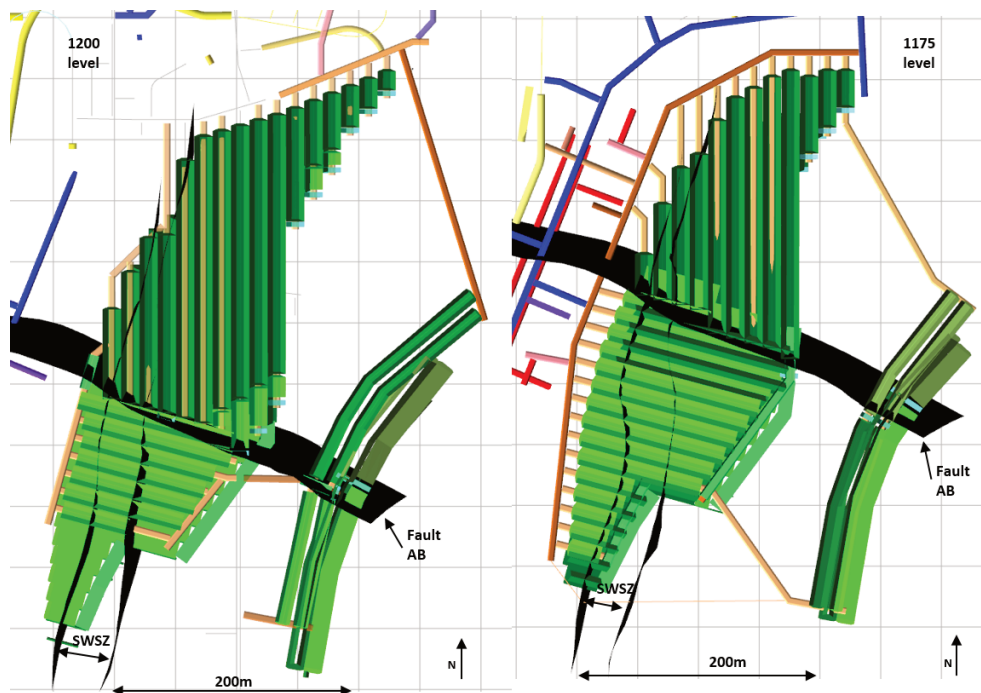 1200
level
Fault
AB
SWSZ
N
200m
1175
level
Fault
AB
SWSZ
N
200m